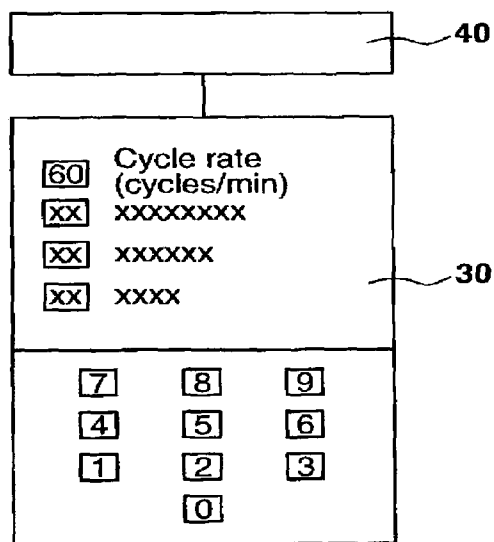 40
60 Cycle rate
(cycles/min)
xx xxxxxxxx
xx xxxxxx
30
xx xxxx
7 8 9
4 5 6
1 2 3
0